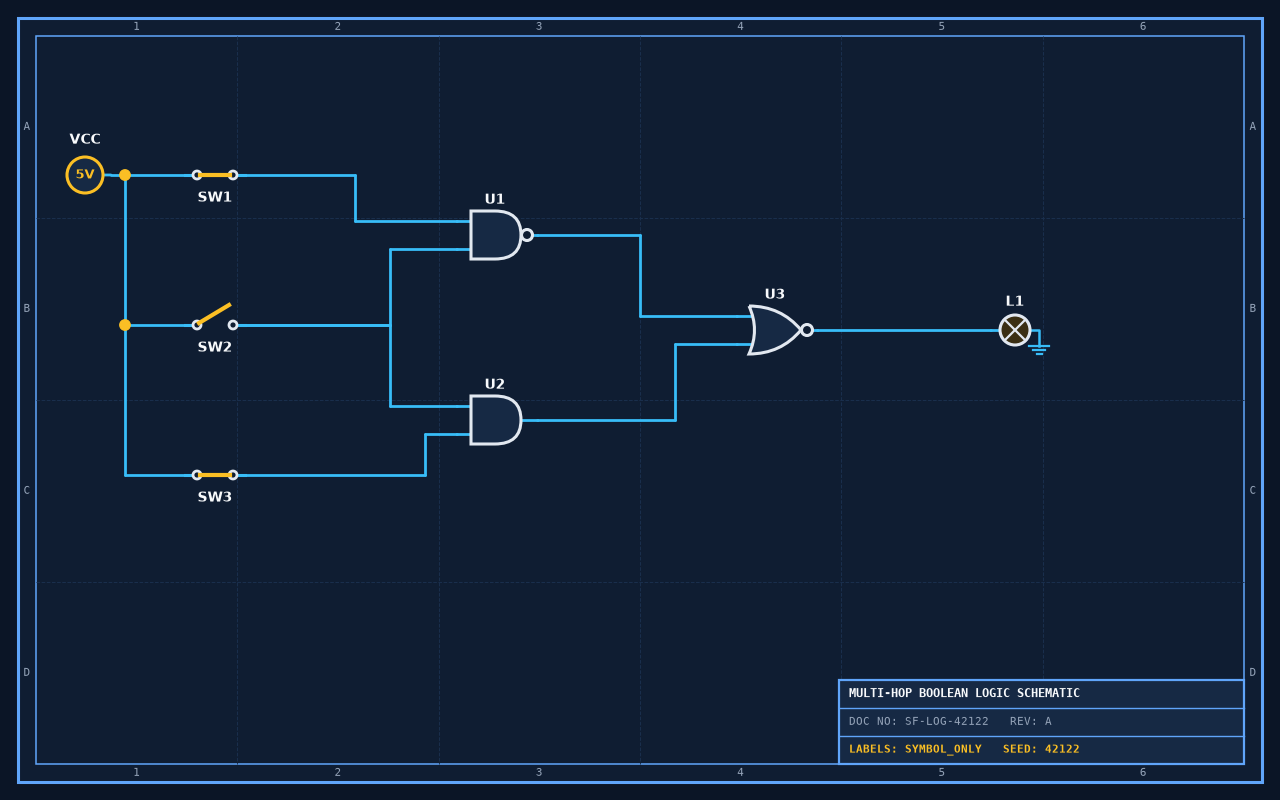 1 2 3 4 5 6
A A
VCC
5V
SW1
U1
U3
L1
B B
SW2
U2
C C
SW3
D D
MULTI-HOP BOOLEAN LOGIC SCHEMATIC
DOC NO: SF-LOG-42122 REV: A
LABELS: SYMBOL_ONLY SEED: 42122
1 2 3 4 5 6